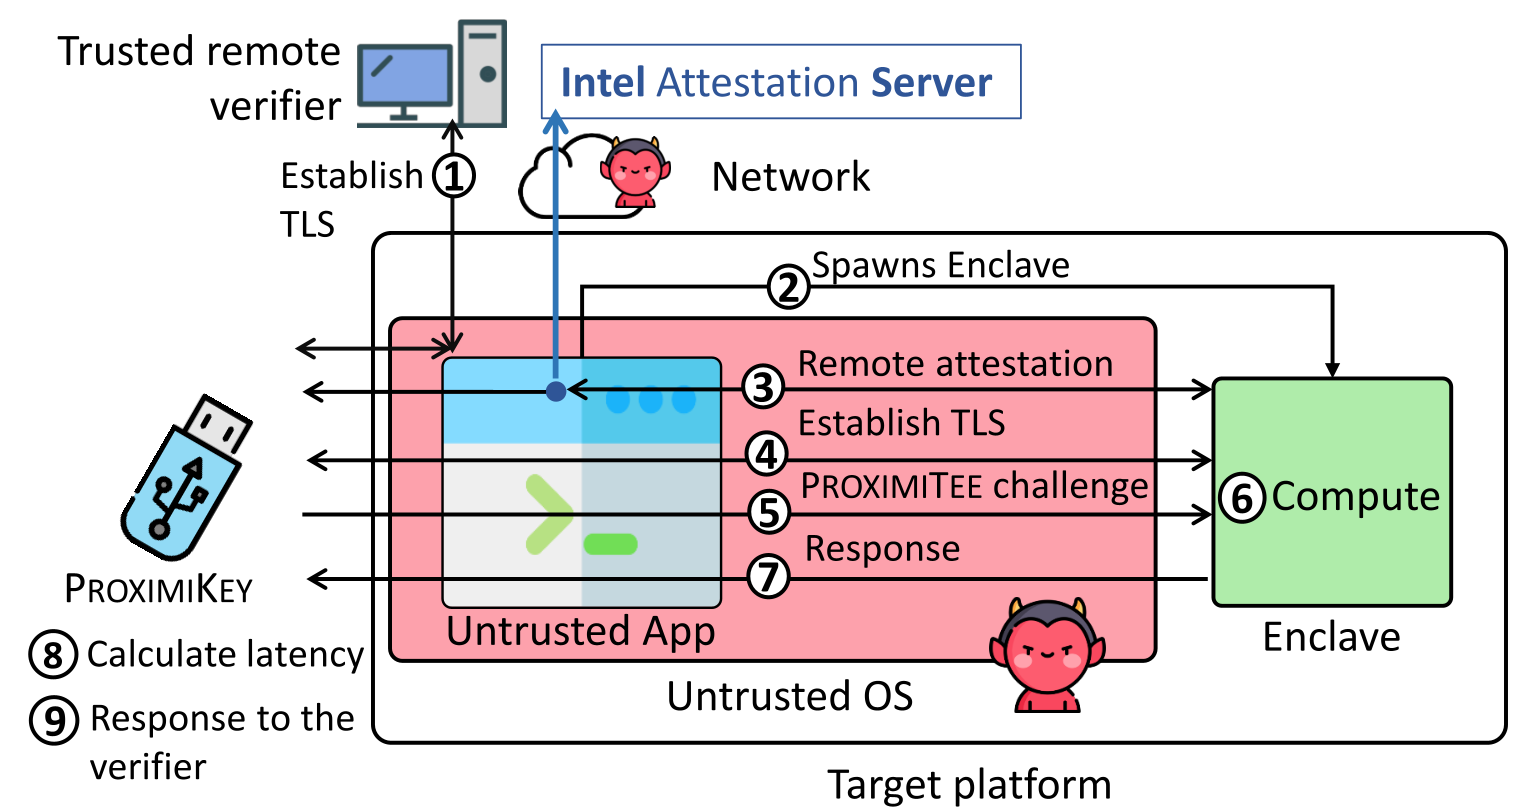 Trusted remote
verifier
Intel Attestation Server
Establish 1
TLS
Network
2 Spawns Enclave
3 Remote attestation
4 Establish TLS
5 PROXIMITEE challenge
6 Compute
7 Response
PROXIMIKEY
Untrusted App
Enclave
8 Calculate latency
Untrusted OS
9 Response to the
verifier
Target platform